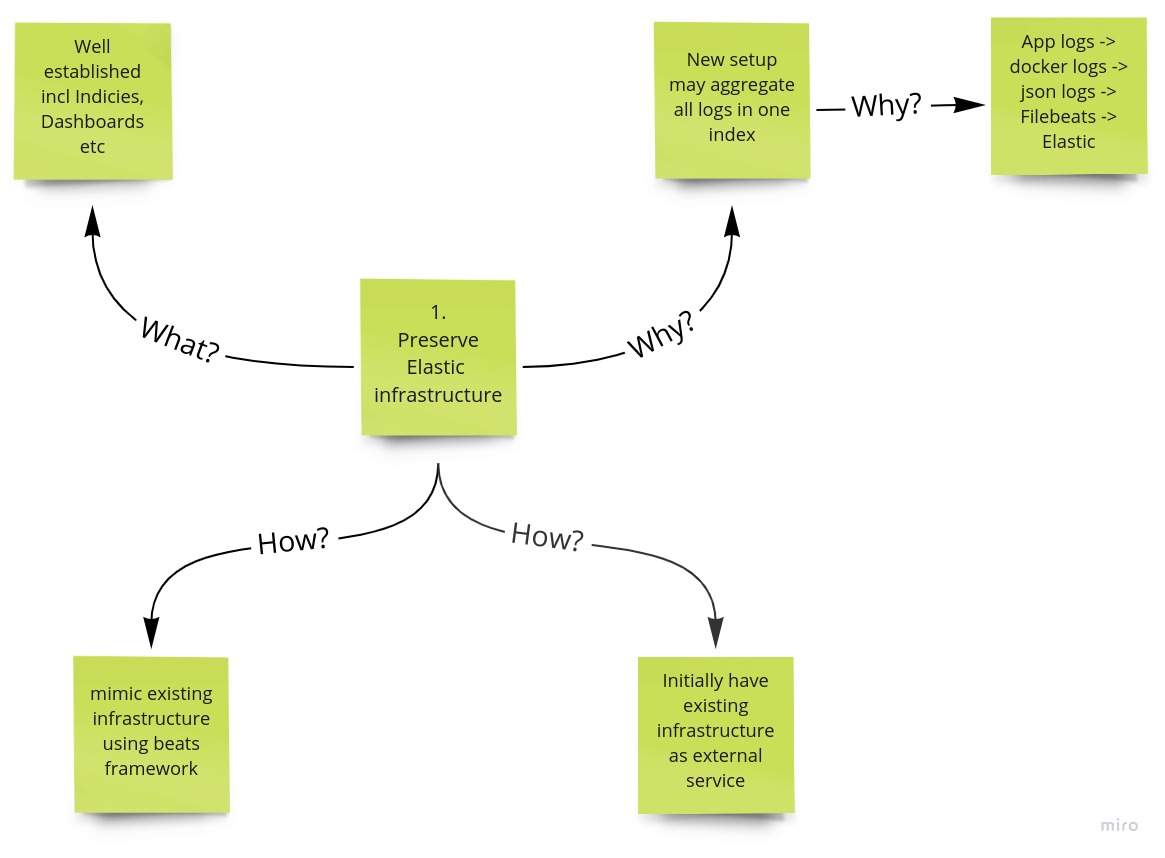 Well
established
incl Indicies,
Dashboards
etc
New setup
may aggregate
all logs in one
index
Why?
App logs ->
docker logs ->
json logs ->
Filebeats ->
Elastic
What?
1.
Preserve
Elastic
infrastructure
Why?
How?
How?
mimic existing
infrastructure
using beats
framework
Initially have
existing
infrastructure
as external
service
miro